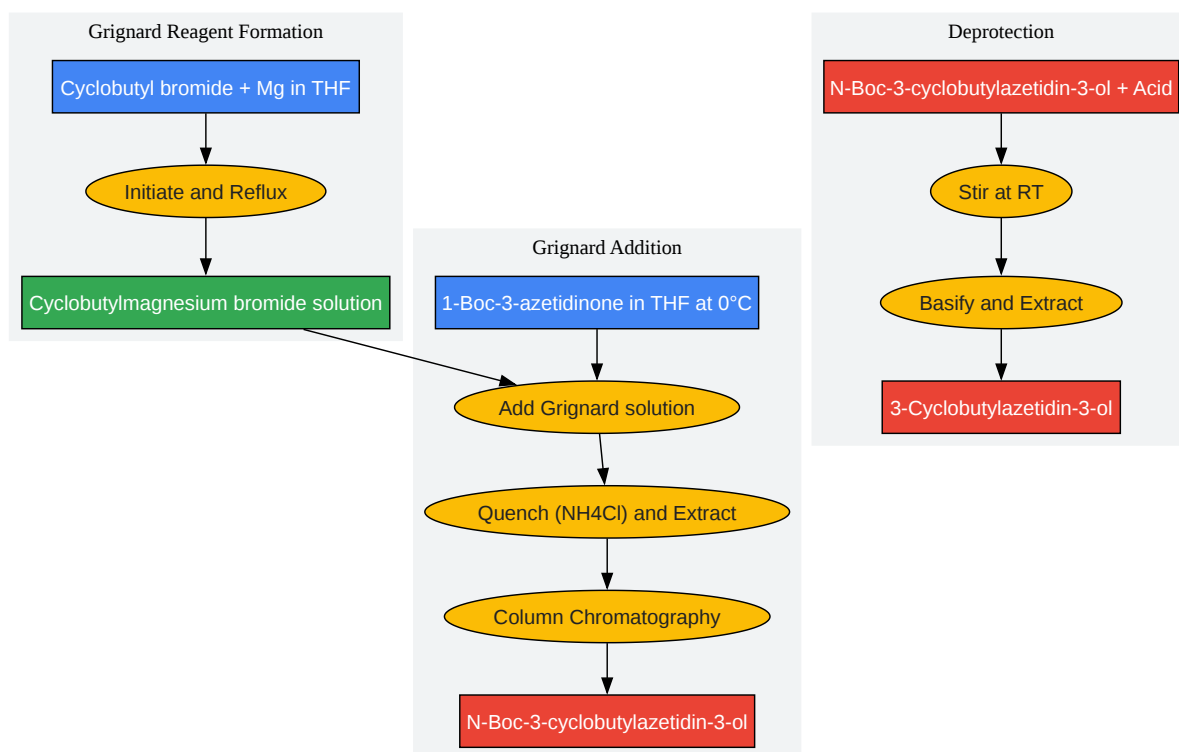 Grignard Reagent Formation
Cyclobutyl bromide + Mg in THF
Initiate and Reflux
Cyclobutylmagnesium bromide solution
Grignard Addition
1-Boc-3-azetidinone in THF at 0°C
Add Grignard solution
Quench (NH4Cl) and Extract
Column Chromatography
N-Boc-3-cyclobutylazetidin-3-ol
Deprotection
N-Boc-3-cyclobutylazetidin-3-ol + Acid
Stir at RT
Basify and Extract
3-Cyclobutylazetidin-3-ol